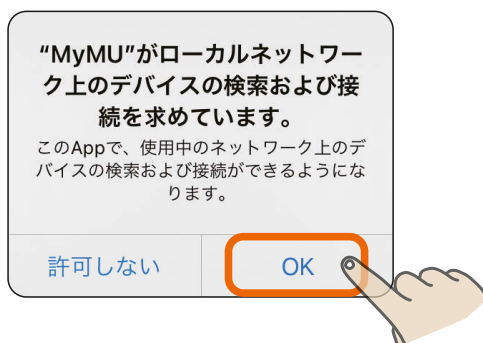 “MyMU”がローカルネットワー
ク上のデバイスの検索および接
続を求めています。
このAppで、使用中のネットワーク上のデ
バイスの検索および接続ができるようにな
ります。
許可しない
OK